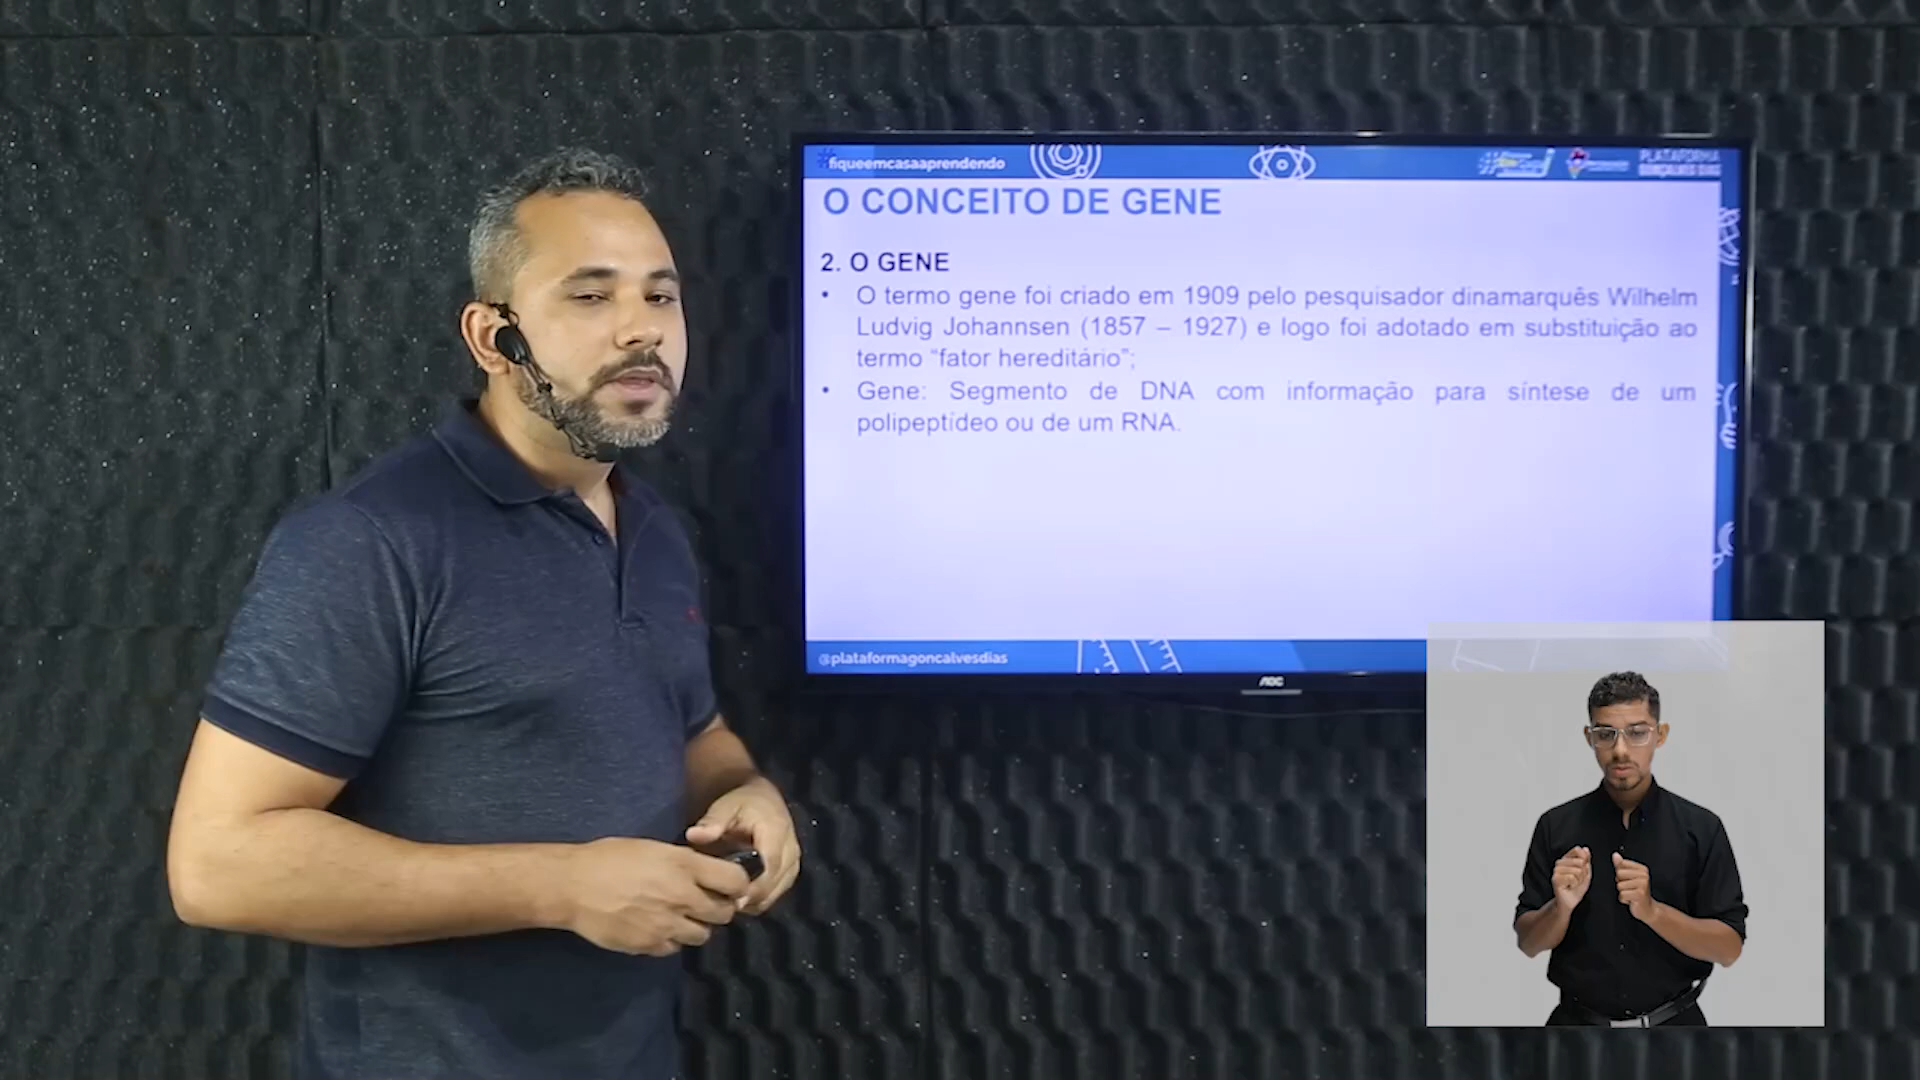 #fiqueemcasaaprendendo
PLATAFORMA
GONÇALVES DIAS
O CONCEITO DE GENE
2. O GENE
• O termo gene foi criado em 1909 pelo pesquisador dinamarquês Wilhelm
Ludvig Johannsen (1857 – 1927) e logo foi adotado em substituição ao
termo “fator hereditário”;
• Gene: Segmento de DNA com informação para síntese de um
polipeptídeo ou de um RNA.
@plataformagoncalvesdias
AOC